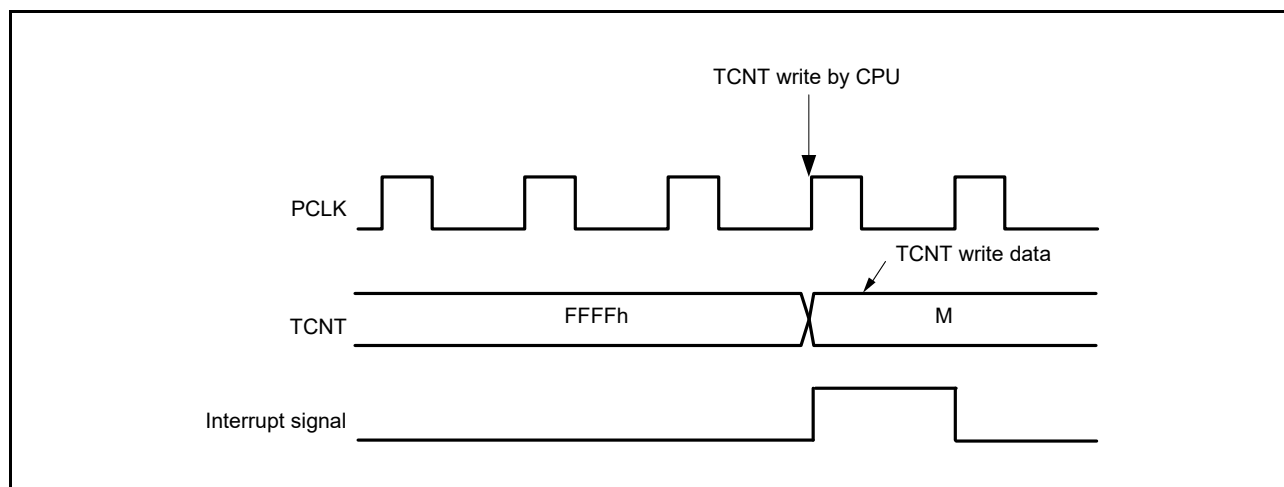 TCNT write by CPU
PCLK
TCNT write data
TCNT
FFFFh
M
Interrupt signal